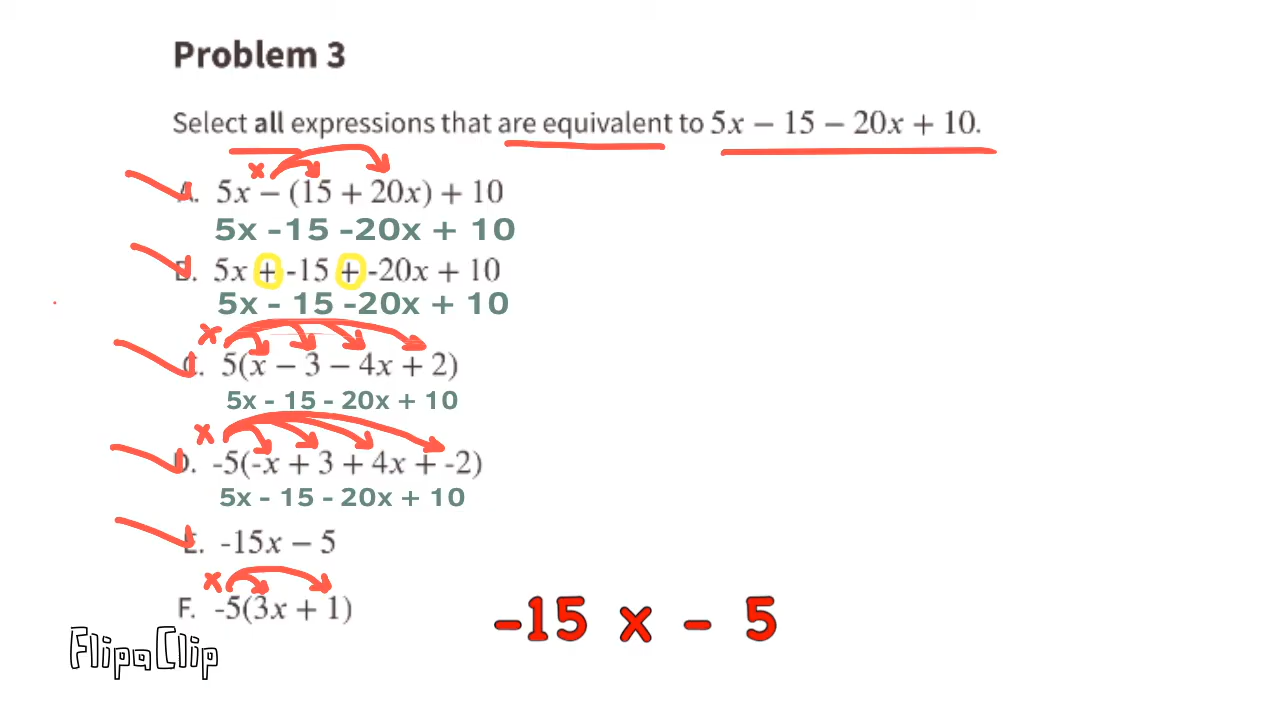 Problem 3
Select all expressions that are equivalent to 5x − 15 − 20x + 10.
x
A. 5x − (15 + 20x) + 10
5x -15 -20x + 10
B. 5x + -15 + -20x + 10
5x - 15 -20x + 10
x
C. 5(x − 3 − 4x + 2)
5x - 15 - 20x + 10
x
D. -5(-x + 3 + 4x + -2)
5x - 15 - 20x + 10
E. -15x − 5
x
F. -5(3x + 1)
-15 x - 5
FlipaClip